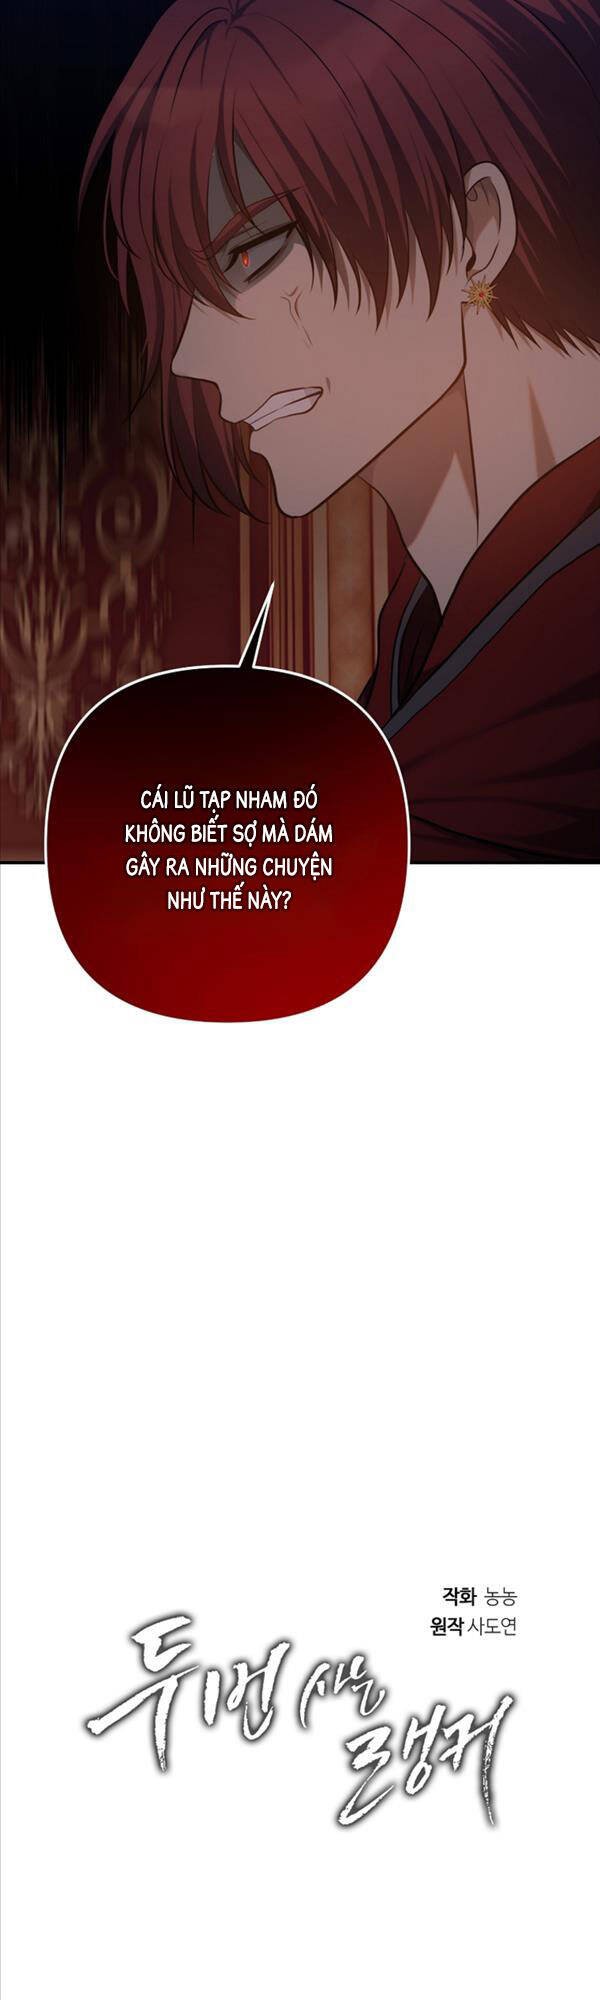 CÁI LŨ TẠP NHAM ĐÓ
KHÔNG BIẾT SỢ MÀ DÁM
GÂY RA NHỮNG CHUYỆN
NHƯ THẾ NÀY?
작화 농농
원작 사도연
두 번 사는
랭커